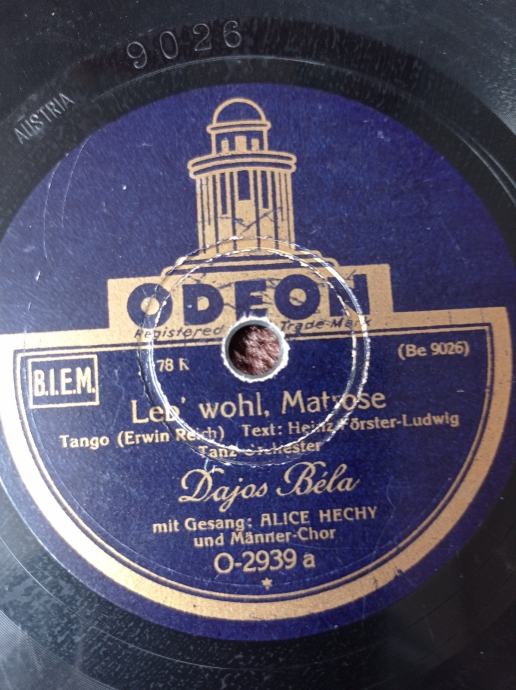 9026
AUSTRIA
ODEON
Registered Trade-Mark
B.I.E.M.
78 R
(Be 9026)
Leb' wohl, Matrose
Tango (Erwin Reich) Text: Heinz Förster-Ludwig
Tanz-Orchester
Dajos Béla
mit Gesang: ALICE HECHY
und Männer-Chor
O-2939 a
*